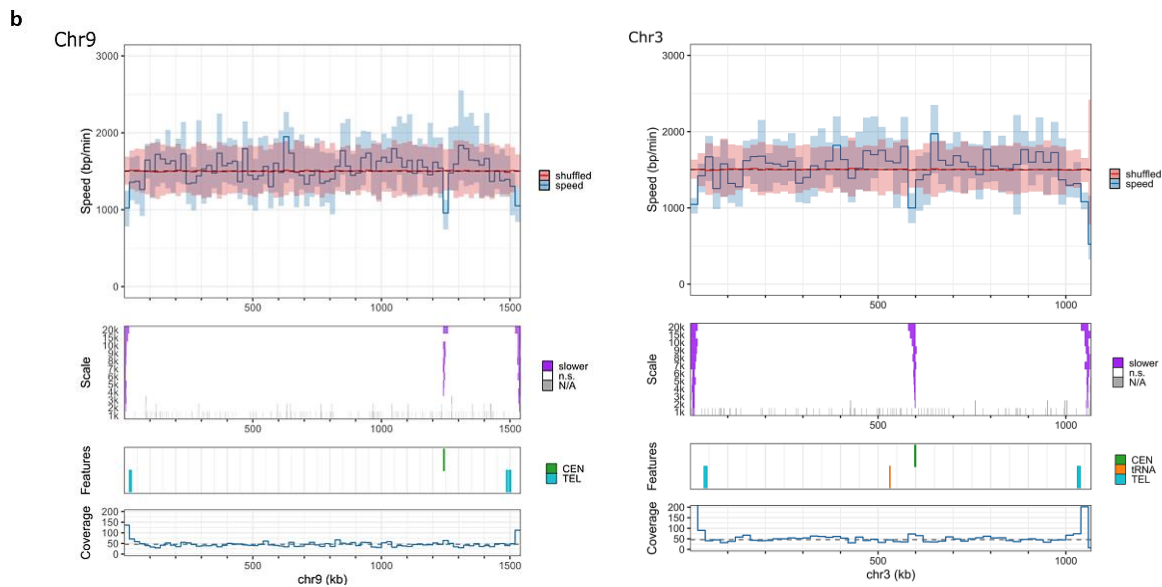 b
Chr9
3000
2000
1000
0
Speed (bp/min)
500
1000
1500
shuffled
speed
20k
15k
10k
9k
8k
7k
6k
5k
4k
3k
2k
1k
Scale
500
1000
1500
slower
n.s.
N/A
Features
CEN
TEL
200
150
100
50
0
Coverage
500
1000
1500
chr9 (kb)
Chr3
3000
2000
1000
0
Speed (bp/min)
500
1000
shuffled
speed
20k
15k
10k
9k
8k
7k
6k
5k
4k
3k
2k
1k
Scale
500
1000
slower
n.s.
N/A
Features
CEN
tRNA
TEL
200
150
100
50
0
Coverage
500
1000
chr3 (kb)